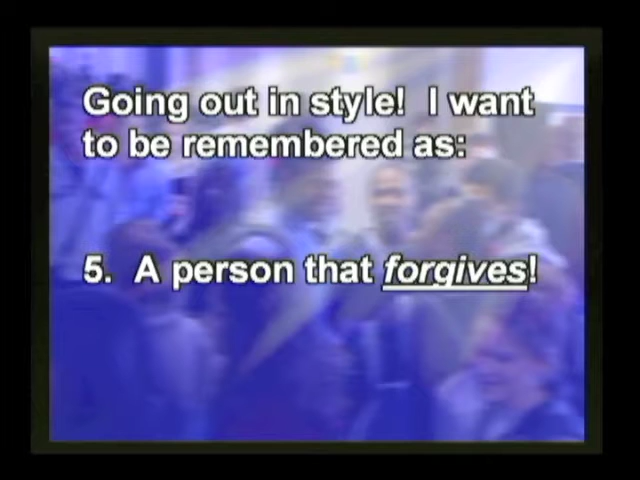 Going out in style!  I want
to be remembered as:
5.  A person that forgives!